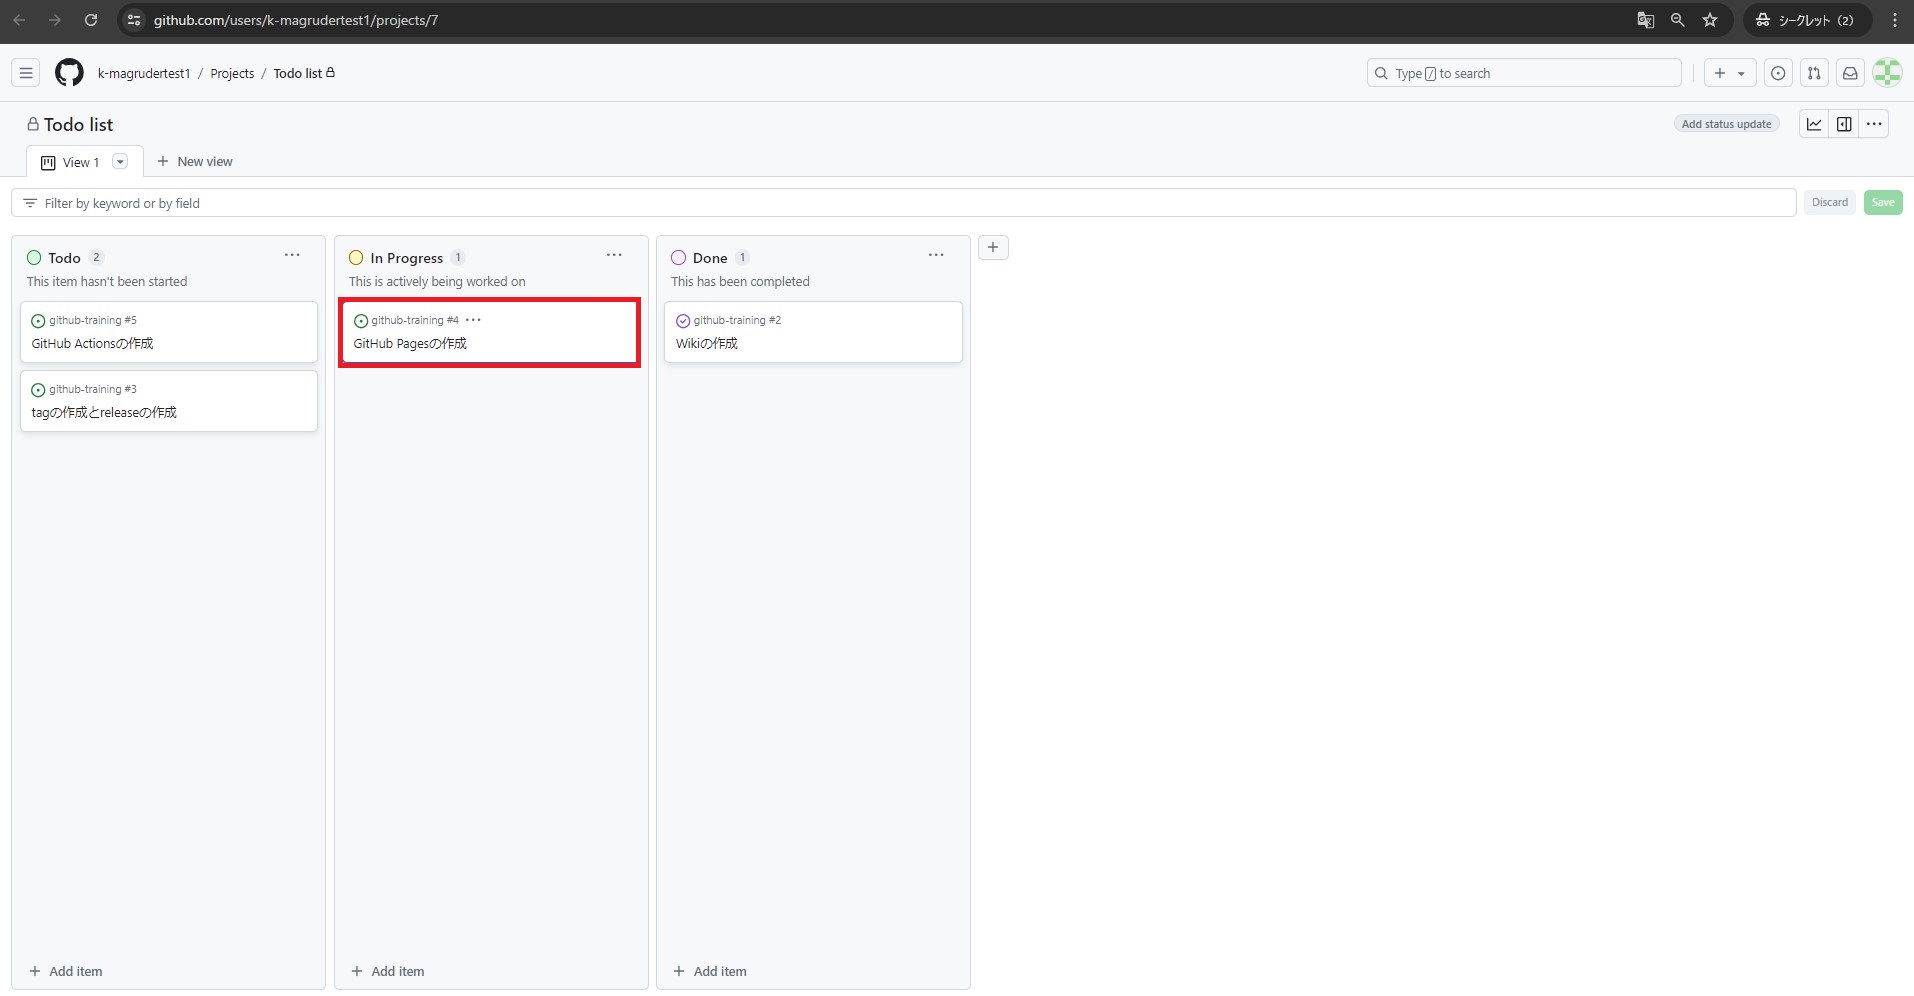 github.com/users/k-magrudertest1/projects/7
シークレット (2)
k-magrudertest1 / Projects / Todo list
Type / to search
Todo list
Add status update
View 1
New view
Filter by keyword or by field
Discard
Save
Todo 2
This item hasn't been started
github-training #5
GitHub Actionsの作成
github-training #3
tagの作成とreleaseの作成
Add item
In Progress 1
This is actively being worked on
github-training #4
GitHub Pagesの作成
Add item
Done 1
This has been completed
github-training #2
Wikiの作成
Add item